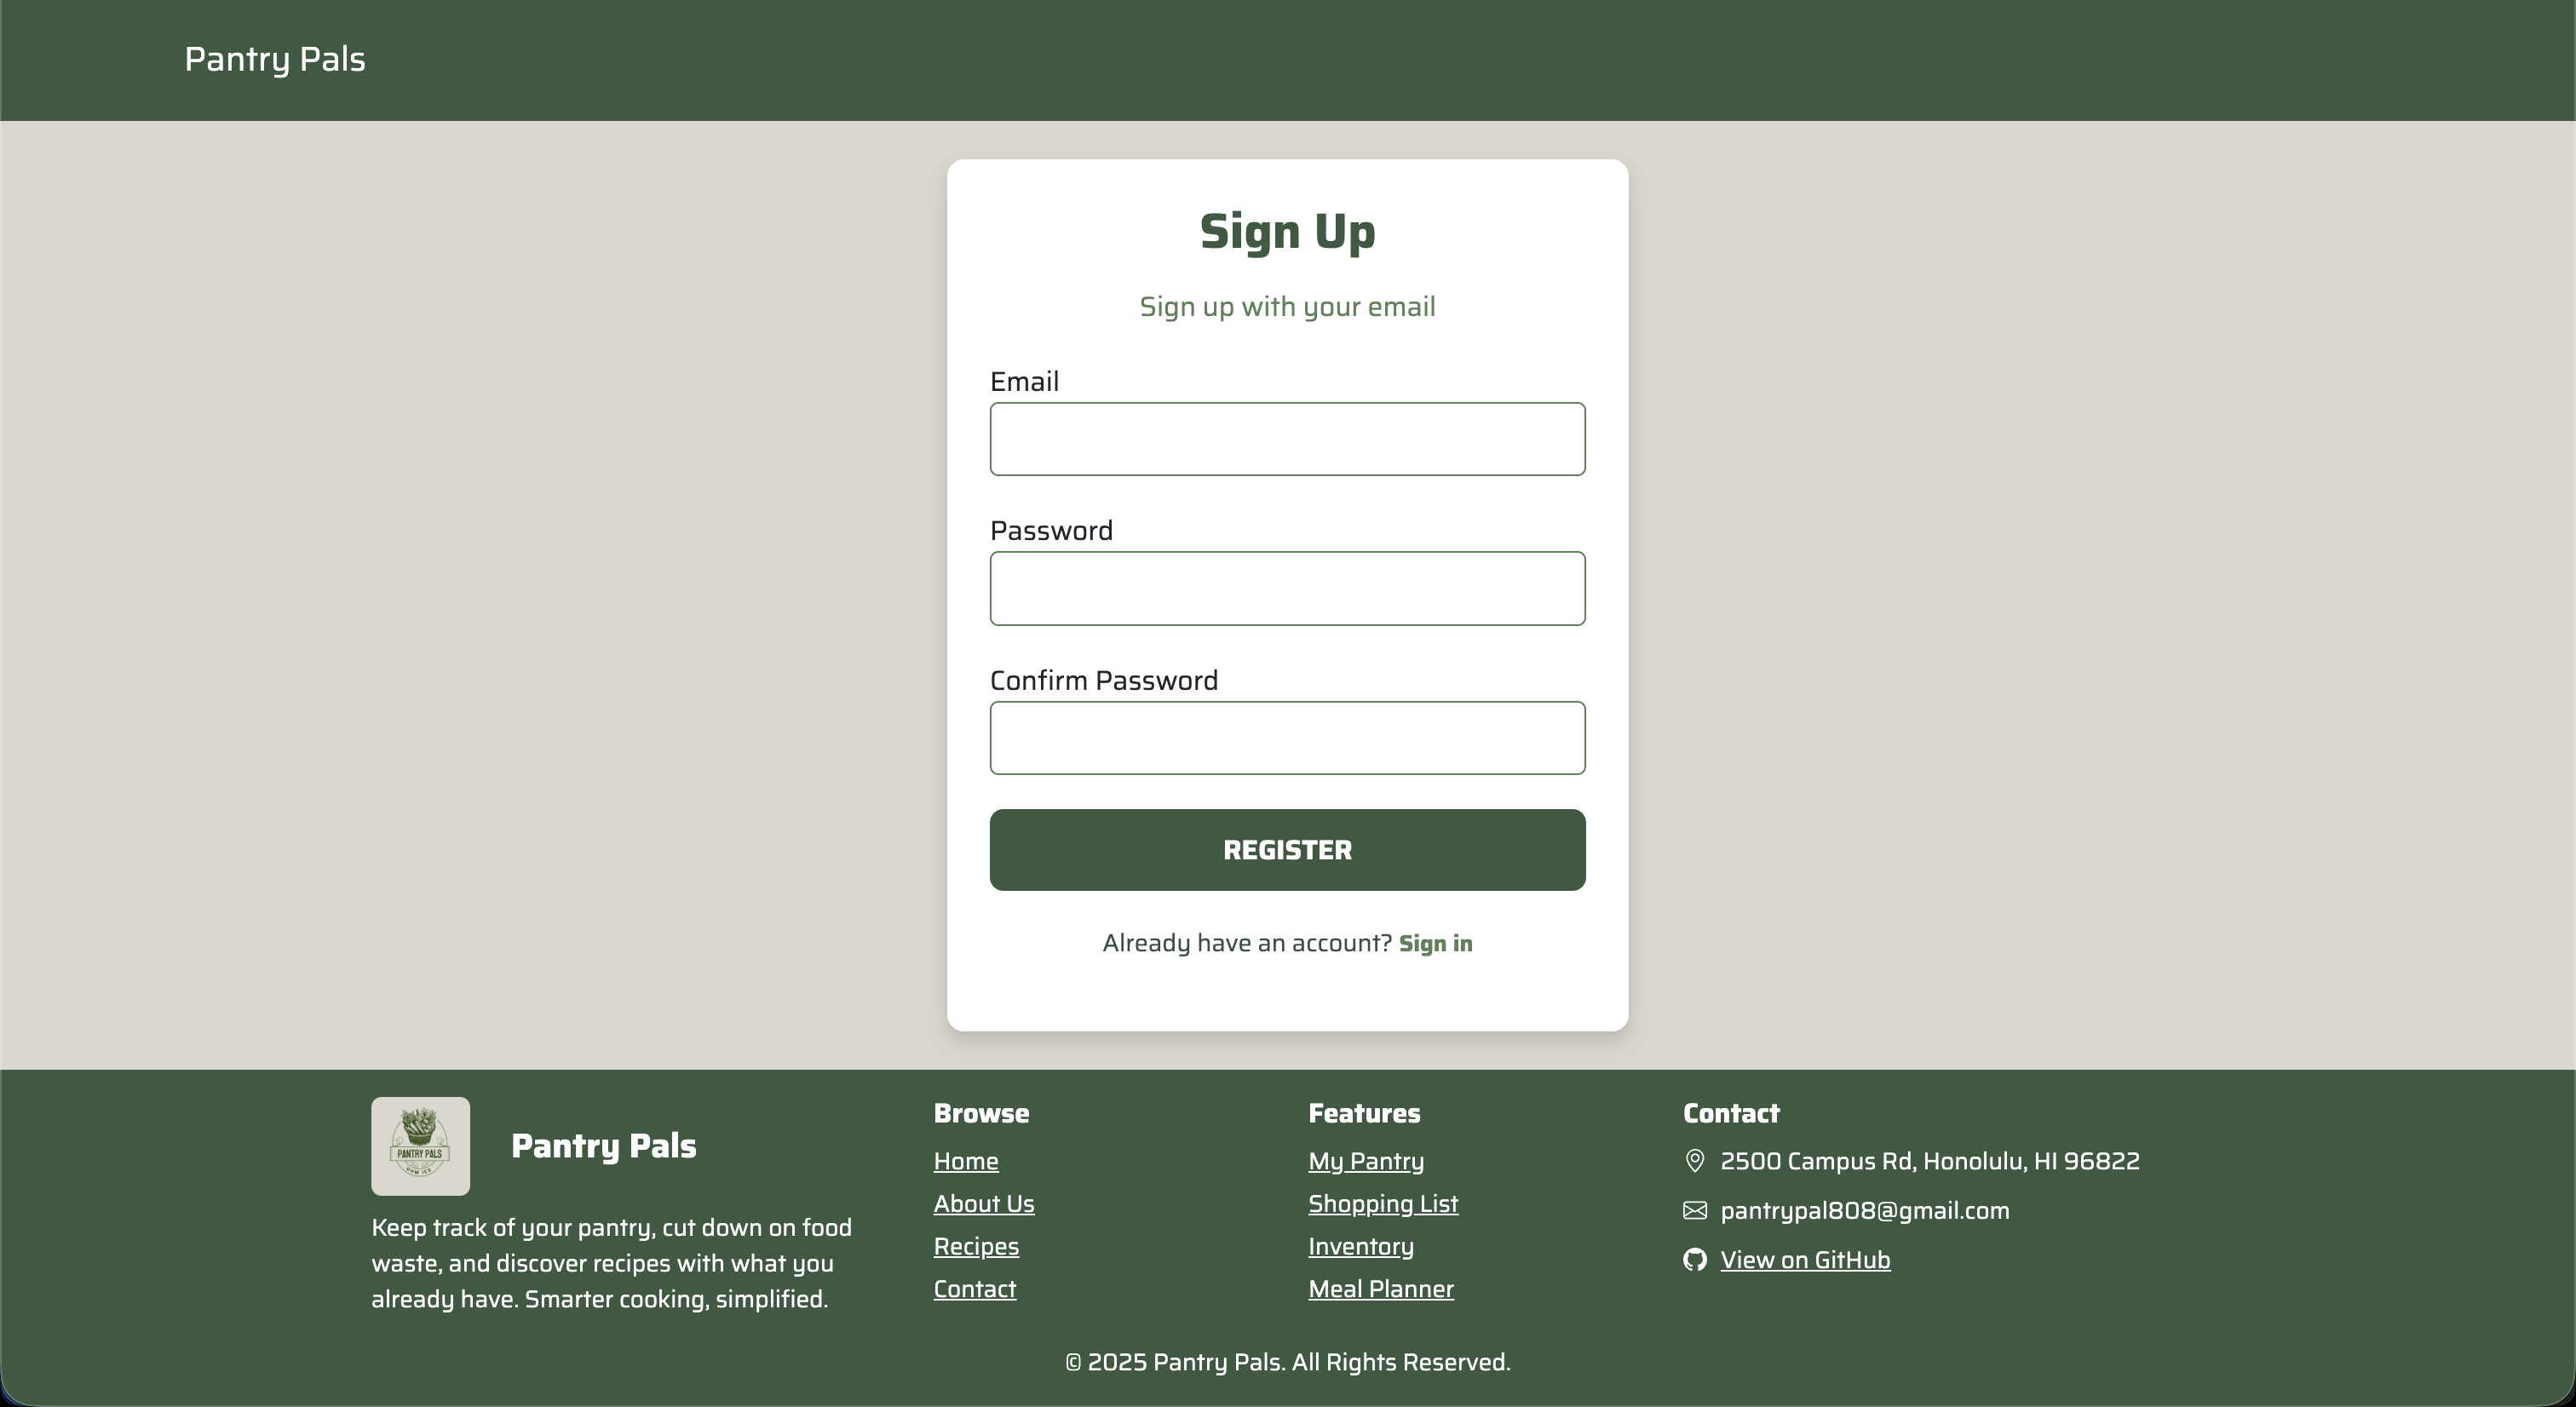 Pantry Pals
Sign Up
Sign up with your email
Email
Password
Confirm Password
REGISTER
Already have an account? Sign in
PANTRY PALS
Pantry Pals
Keep track of your pantry, cut down on food
waste, and discover recipes with what you
already have. Smarter cooking, simplified.
Browse
Home
About Us
Recipes
Contact
Features
My Pantry
Shopping List
Inventory
Meal Planner
Contact
2500 Campus Rd, Honolulu, HI 96822
pantrypal808@gmail.com
View on GitHub
© 2025 Pantry Pals. All Rights Reserved.